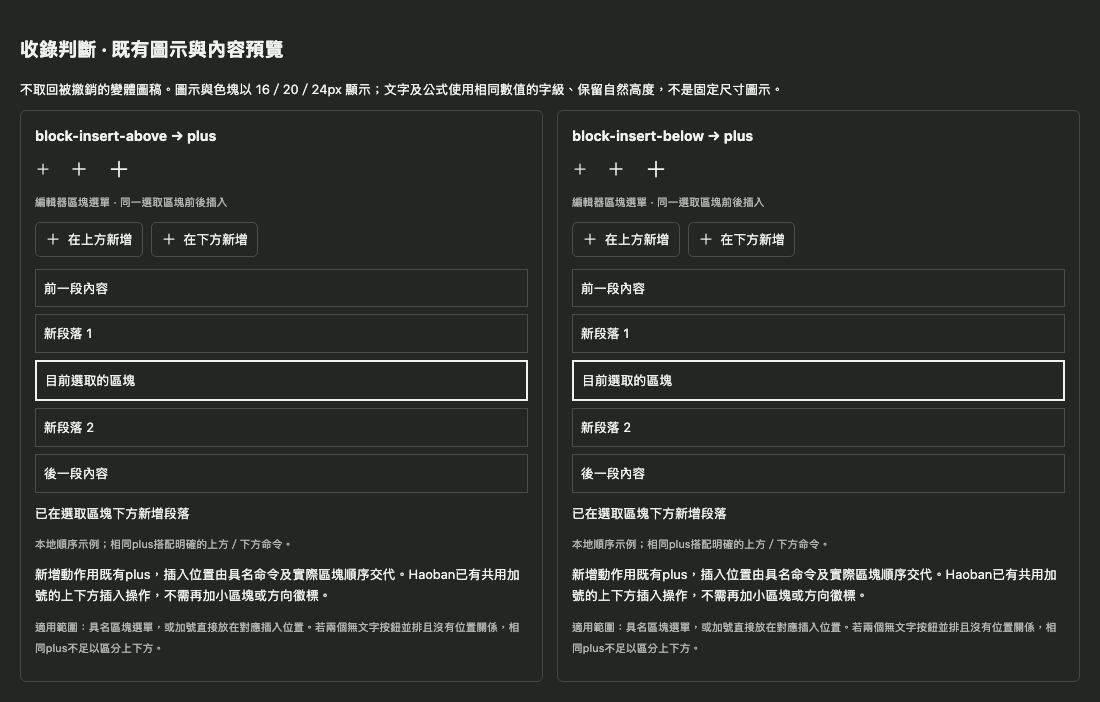 收錄判斷 · 既有圖示與內容預覽
不取回被撤銷的變體圖稿。圖示與色塊以 16 / 20 / 24px 顯示；文字及公式使用相同數值的字級、保留自然高度，不是固定尺寸圖示。
block-insert-above → plus
編輯器區塊選單 · 同一選取區塊前後插入
在上方新增
在下方新增
前一段內容
新段落 1
目前選取的區塊
新段落 2
後一段內容
已在選取區塊下方新增段落
本地順序示例；相同plus搭配明確的上方 / 下方命令。
新增動作用既有plus，插入位置由具名命令及實際區塊順序交代。Haoban已有共用加
號的上下方插入操作，不需再加小區塊或方向徽標。
適用範圍：具名區塊選單，或加號直接放在對應插入位置。若兩個無文字按鈕並排且沒有位置關係，相
同plus不足以區分上下方。
block-insert-below → plus
編輯器區塊選單 · 同一選取區塊前後插入
在上方新增
在下方新增
前一段內容
新段落 1
目前選取的區塊
新段落 2
後一段內容
已在選取區塊下方新增段落
本地順序示例；相同plus搭配明確的上方 / 下方命令。
新增動作用既有plus，插入位置由具名命令及實際區塊順序交代。Haoban已有共用加
號的上下方插入操作，不需再加小區塊或方向徽標。
適用範圍：具名區塊選單，或加號直接放在對應插入位置。若兩個無文字按鈕並排且沒有位置關係，相
同plus不足以區分上下方。